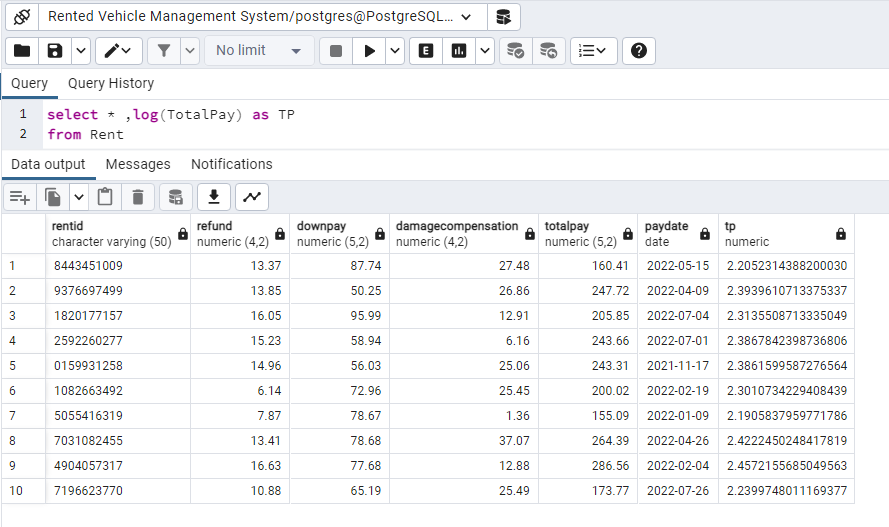 Rented Vehicle Management System/postgres@PostgreSQL...
No limit
E
Query Query History
1 select * ,log(TotalPay) as TP
2 from Rent
Data output Messages Notifications
rentid refund downpay damagecompensation totalpay paydate tp
character varying (50) numeric (4,2) numeric (5,2) numeric (4,2) numeric (5,2) date numeric
1 8443451009 13.37 87.74 27.48 160.41 2022-05-15 2.2052314388200030
2 9376697499 13.85 50.25 26.86 247.72 2022-04-09 2.3939610713375337
3 1820177157 16.05 95.99 12.91 205.85 2022-07-04 2.3135508713335049
4 2592260277 15.23 58.94 6.16 243.66 2022-07-01 2.3867842398736806
5 0159931258 14.96 56.03 25.06 243.31 2021-11-17 2.3861599587276564
6 1082663492 6.14 72.96 25.45 200.02 2022-02-19 2.3010734229408439
7 5055416319 7.87 78.67 1.36 155.09 2022-01-09 2.1905837959771786
8 7031082455 13.41 78.68 37.07 264.39 2022-04-26 2.4222450248417819
9 4904057317 16.63 77.68 12.88 286.56 2022-02-04 2.4572155685049563
10 7196623770 10.88 65.19 25.49 173.77 2022-07-26 2.2399748011169377